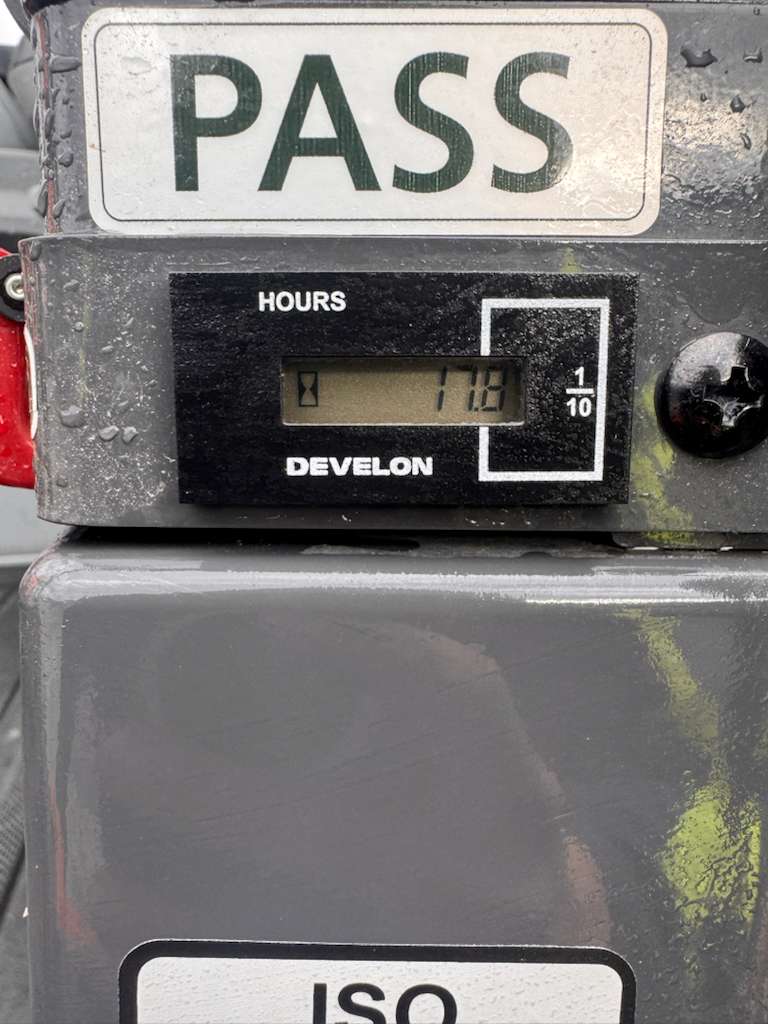 PASS
HOURS
17.8
1
10
DEVELON
ISO